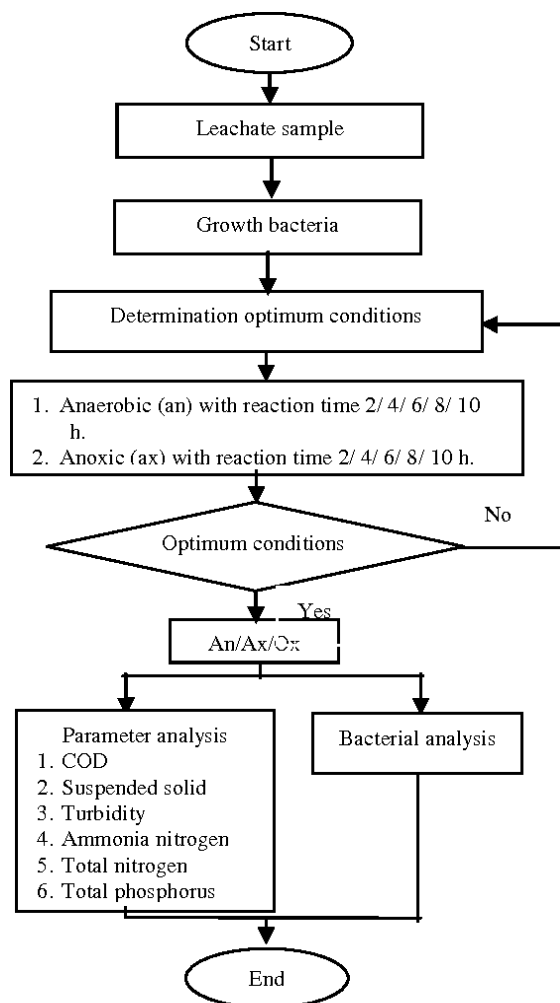 Start
Leachate sample
Growth bacteria
Determination optimum conditions
1. Anaerobic (an) with reaction time 2/ 4/ 6/ 8/ 10
h.
2. Anoxic (ax) with reaction time 2/ 4/ 6/ 8/ 10 h.
No
Optimum conditions
Yes
An/Ax/Ox
Parameter analysis
1. COD
2. Suspended solid
3. Turbidity
4. Ammonia nitrogen
5. Total nitrogen
6. Total phosphorus
Bacterial analysis
End